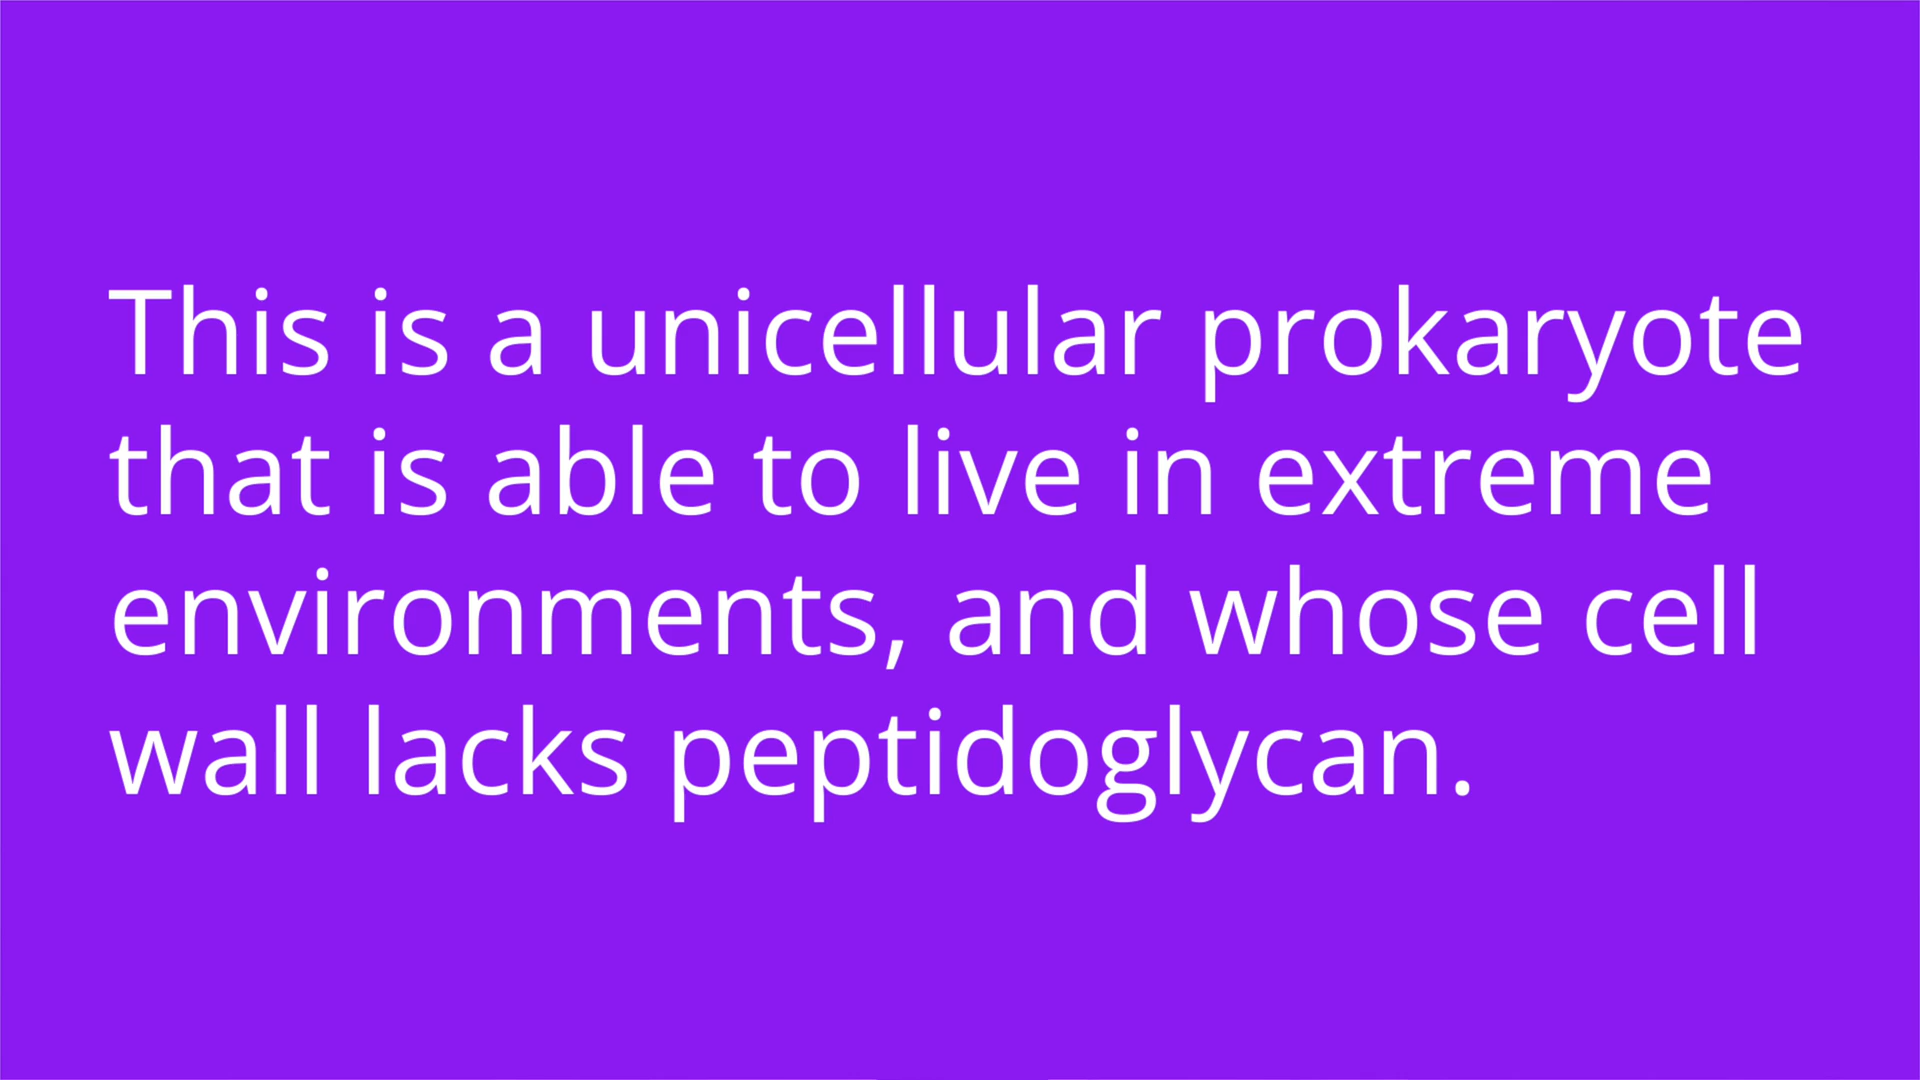 This is a unicellular prokaryote
that is able to live in extreme
environments, and whose cell
wall lacks peptidoglycan.